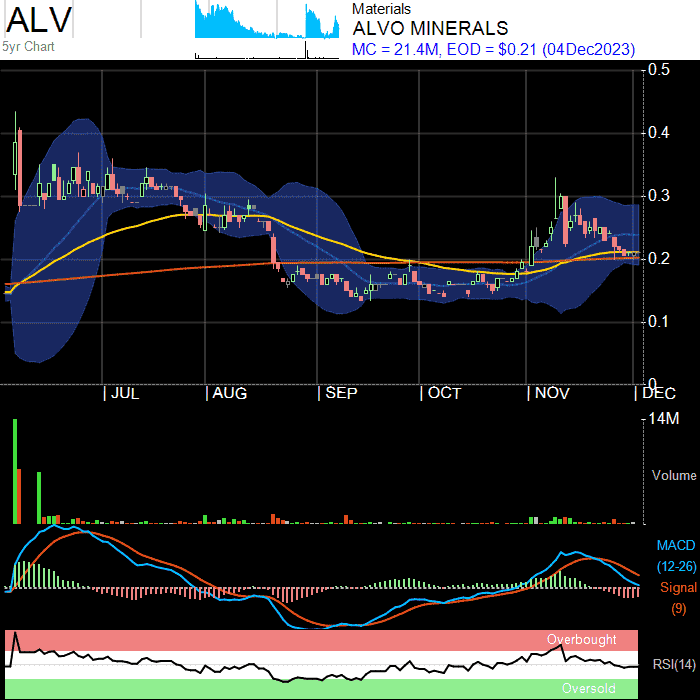 ALV
5yr Chart
Materials
ALVO MINERALS
MC = 21.4M, EOD = $0.21 (04Dec2023)
0.5
0.4
0.3
0.2
0.1
0
| JUL | AUG | SEP | OCT | NOV | DEC
14M
Volume
MACD
(12-26)
Signal
(9)
Overbought
RSI(14)
Oversold